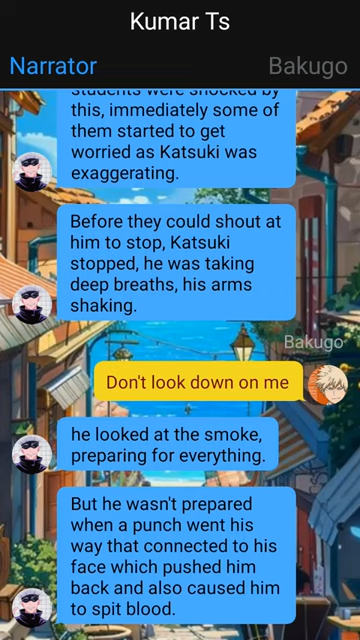 Kumar Ts
Narrator
Bakugo
students were shocked by
this, immediately some of
them started to get
worried as Katsuki was
exaggerating.
Before they could shout at
him to stop, Katsuki
stopped, he was taking
deep breaths, his arms
shaking.
Bakugo
Don't look down on me
he looked at the smoke,
preparing for everything.
But he wasn't prepared
when a punch went his
way that connected to his
face which pushed him
back and also caused him
to spit blood.